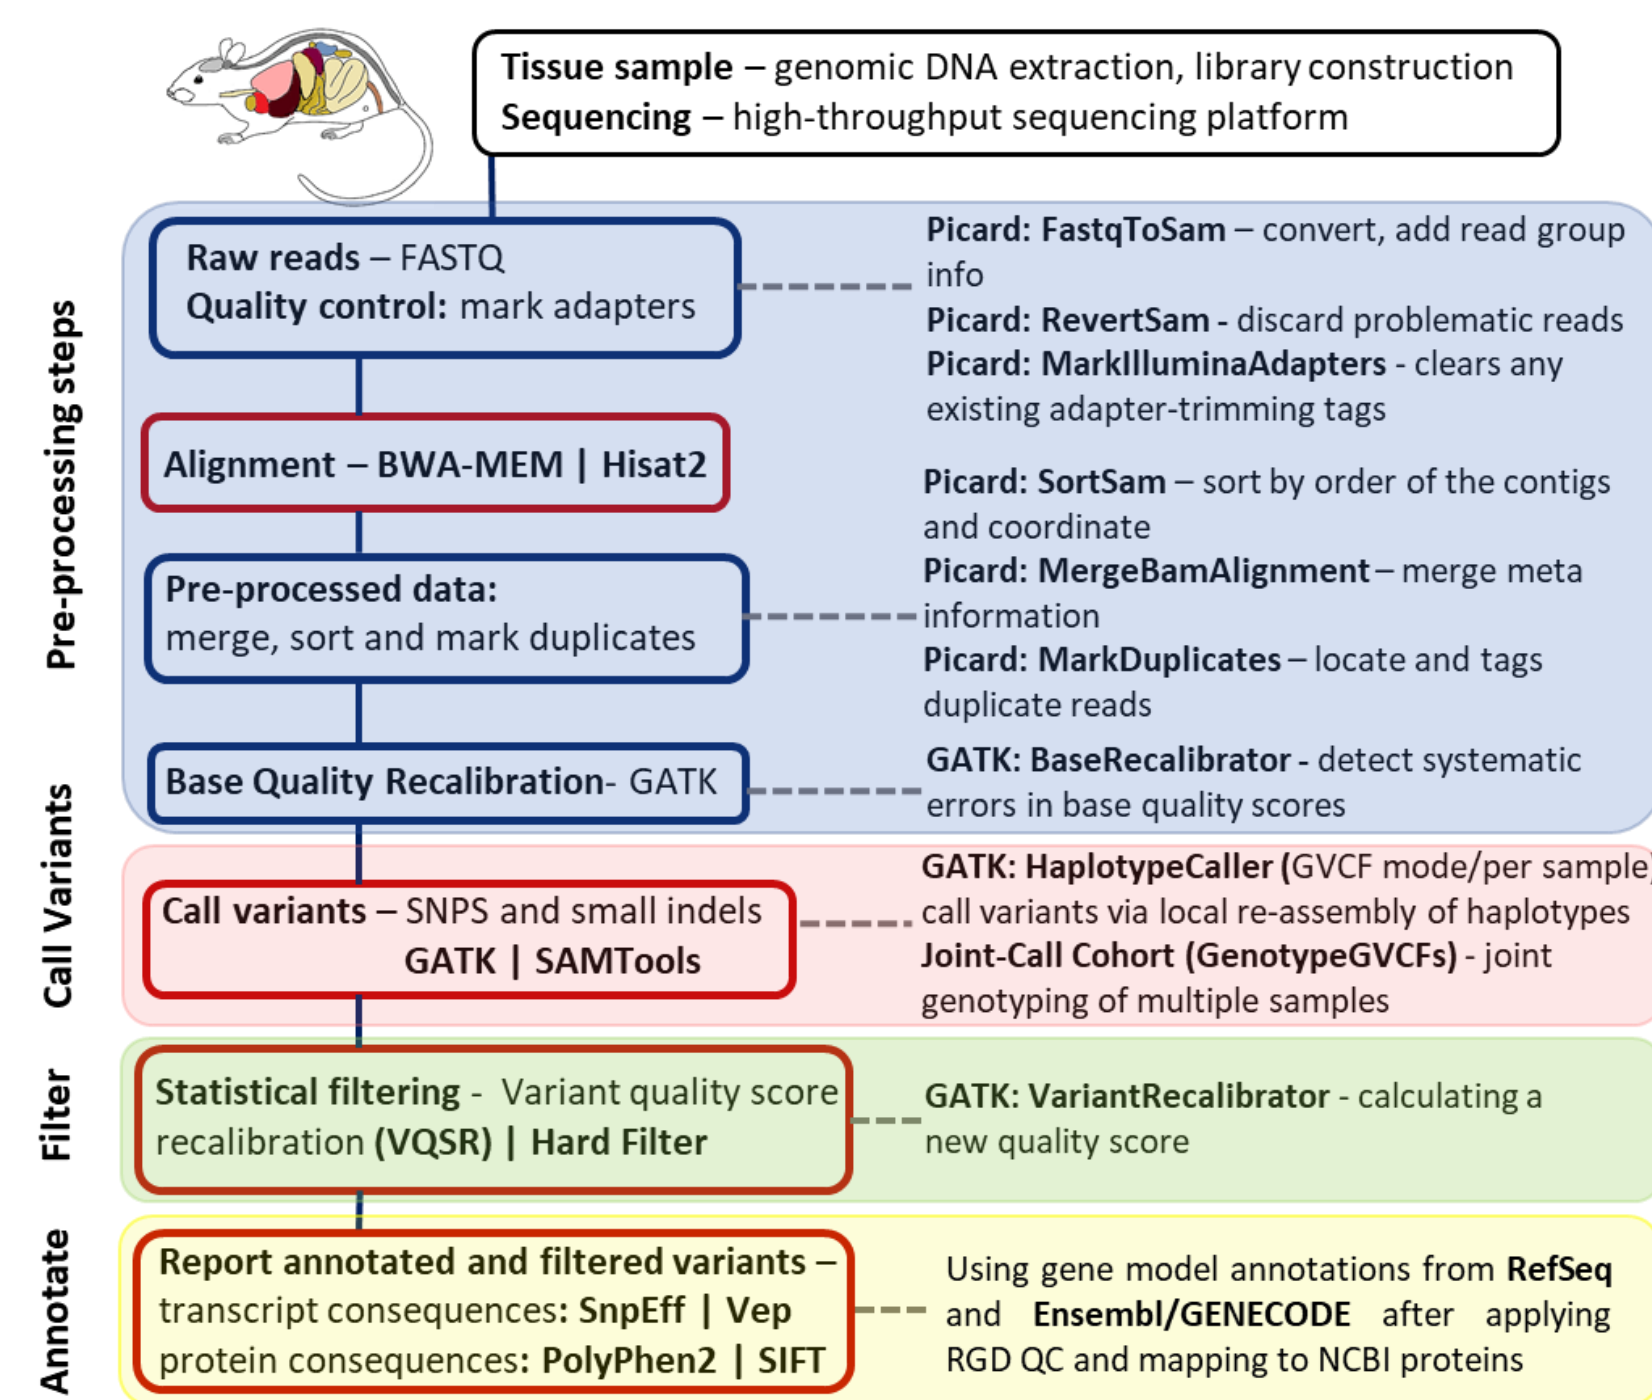 Tissue sample – genomic DNA extraction, library construction
Sequencing – high-throughput sequencing platform
Pre-processing steps
Raw reads – FASTQ
Quality control: mark adapters
Picard: FastqToSam – convert, add read group
info
Picard: RevertSam - discard problematic reads
Picard: MarkIlluminaAdapters - clears any
existing adapter-trimming tags
Alignment – BWA-MEM | Hisat2
Pre-processed data:
merge, sort and mark duplicates
Picard: SortSam – sort by order of the contigs
and coordinate
Picard: MergeBamAlignment – merge meta
information
Picard: MarkDuplicates – locate and tags
duplicate reads
Base Quality Recalibration- GATK
GATK: BaseRecalibrator - detect systematic
errors in base quality scores
Call Variants
Call variants – SNPS and small indels
GATK | SAMTools
GATK: HaplotypeCaller (GVCF mode/per sample)
call variants via local re-assembly of haplotypes
Joint-Call Cohort (GenotypeGVCFs) - joint
genotyping of multiple samples
Filter
Statistical filtering - Variant quality score
recalibration (VQSR) | Hard Filter
GATK: VariantRecalibrator - calculating a
new quality score
Annotate
Report annotated and filtered variants –
transcript consequences: SnpEff | Vep
protein consequences: PolyPhen2 | SIFT
Using gene model annotations from RefSeq
and Ensembl/GENECODE after applying
RGD QC and mapping to NCBI proteins